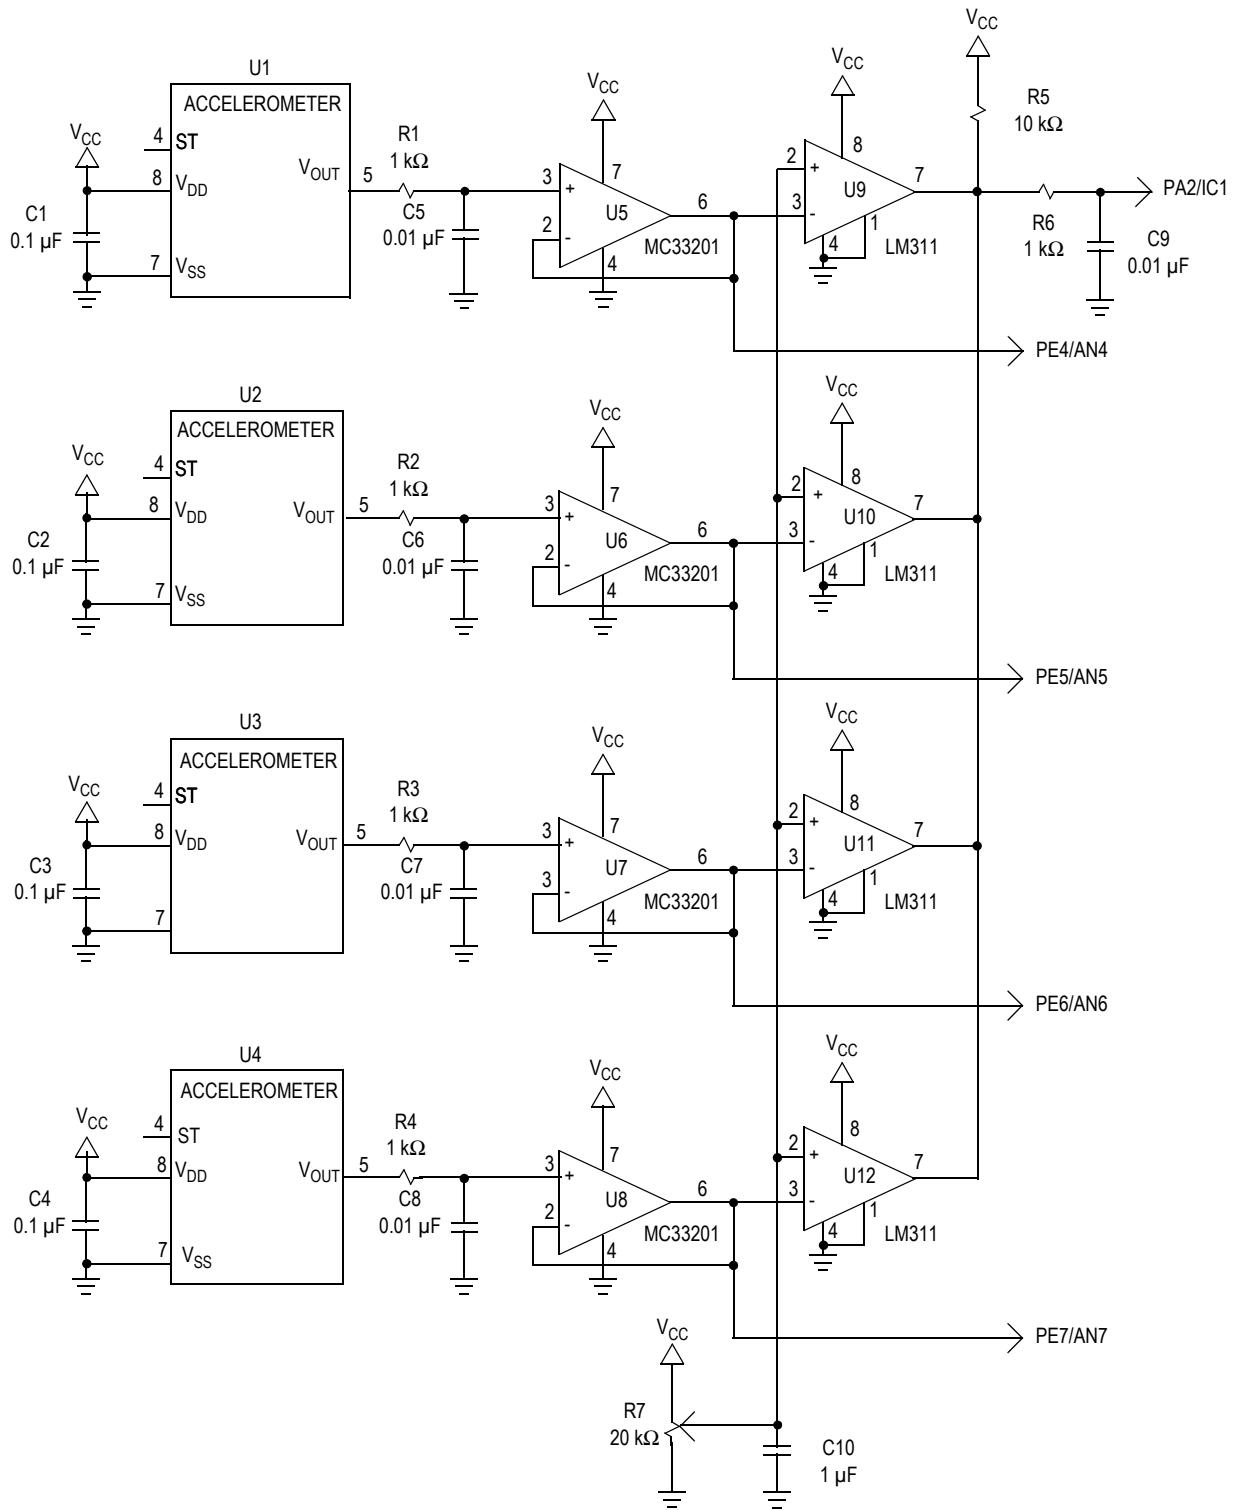 VCC
U1
VCC
VCC
ACCELEROMETER
R5
10 kΩ
VCC
4 ST
R1
1 kΩ
VOUT 5
8 VDD
C1
0.1 µF
C5
0.01 µF
7 VSS
3 +
2 -
7
U5
6
4
MC33201
2 +
3 -
8
U9
7
1
4
LM311
PA2/IC1
R6
1 kΩ
C9
0.01 µF
PE4/AN4
U2
ACCELEROMETER
VCC
VCC
VCC
4 ST
R2
1 kΩ
8 VDD
VOUT 5
C2
0.1 µF
C6
0.01 µF
7 VSS
3 +
2 -
7
U6
6
4
MC33201
2 +
3 -
8
U10
7
1
4
LM311
PE5/AN5
U3
ACCELEROMETER
VCC
VCC
VCC
4 ST
R3
1 kΩ
8 VDD
VOUT 5
C3
0.1 µF
C7
0.01 µF
7
3 +
3 -
7
U7
6
4
MC33201
2 +
3 -
8
U11
7
1
4
LM311
PE6/AN6
U4
ACCELEROMETER
VCC
VCC
VCC
4 ST
R4
1 kΩ
8 VDD
VOUT 5
C4
0.1 µF
C8
0.01 µF
7 VSS
3 +
2 -
7
U8
6
4
MC33201
2 +
3 -
8
U12
7
1
4
LM311
PE7/AN7
VCC
R7
20 kΩ
C10
1 µF